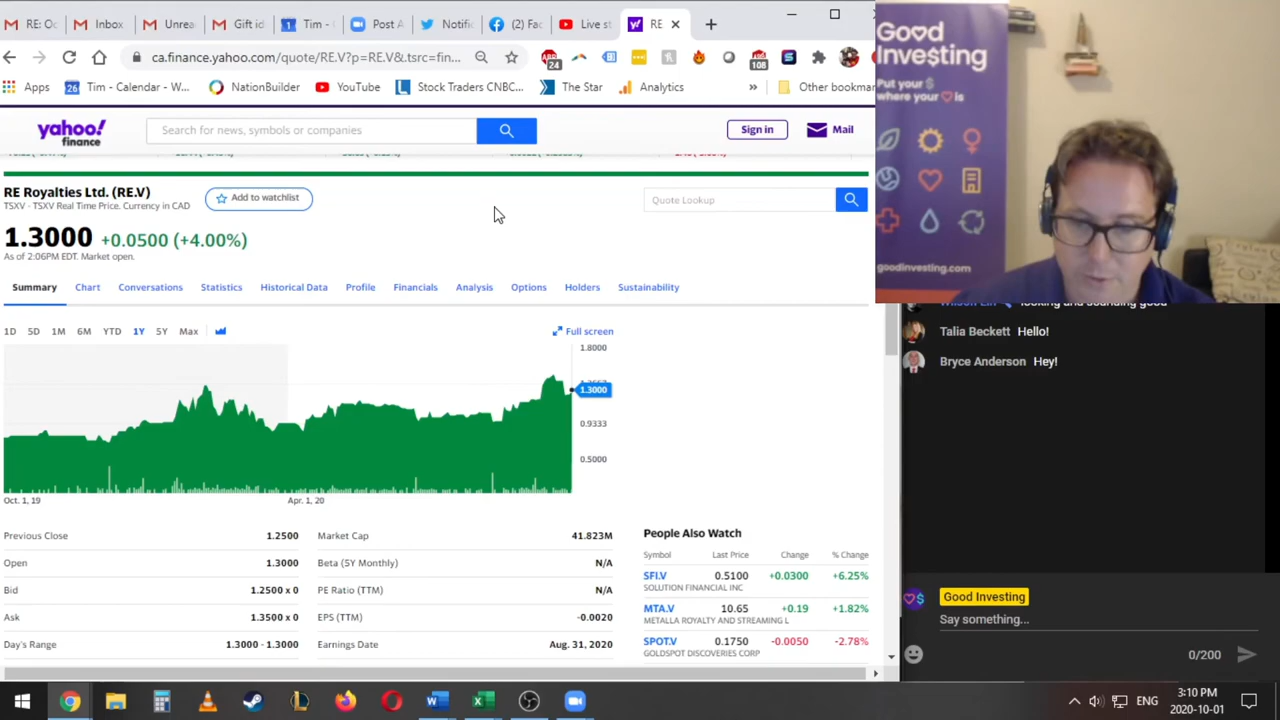 RE: Oc
Inbox
Unrea
Gift id
Tim -
Post A
Notific
(2) Fac
Live st
RE
ca.finance.yahoo.com/quote/RE.V?p=RE.V&.tsrc=fin...
24
108
Apps
26
Tim - Calendar - W...
NationBuilder
YouTube
Stock Traders CNBC...
The Star
Analytics
»
Other bookmar
yahoo!
finance
Search for news, symbols or companies
Sign in
Mail
RE Royalties Ltd. (RE.V)
TSXV - TSXV Real Time Price. Currency in CAD
Add to watchlist
Quote Lookup
1.3000 +0.0500 (+4.00%)
As of 2:06PM EDT. Market open.
Summary
Chart
Conversations
Statistics
Historical Data
Profile
Financials
Analysis
Options
Holders
Sustainability
1D 5D 1M 6M YTD 1Y 5Y Max
Full screen
1.8000
1.3000
0.9333
0.5000
Oct. 1, 19
Apr. 1, 20
Previous Close 1.2500
Open 1.3000
Bid 1.2500 x 0
Ask 1.3500 x 0
Day's Range 1.3000 - 1.3000
Market Cap 41.823M
Beta (5Y Monthly) N/A
PE Ratio (TTM) N/A
EPS (TTM) -0.0020
Earnings Date Aug. 31, 2020
People Also Watch
Symbol Last Price Change % Change
SFI.V 0.5100 +0.0300 +6.25%
SOLUTION FINANCIAL INC
MTA.V 10.65 +0.19 +1.82%
METALLA ROYALTY AND STREAMING L
SPOT.V 0.1750 -0.0050 -2.78%
GOLDSPOT DISCOVERIES CORP
Good
Investing
Put your $
where your is
goodinvesting.com
looking and sounding good
Talia Beckett Hello!
Bryce Anderson Hey!
Good Investing
Say something...
0/200
ENG
3:10 PM
2020-10-01